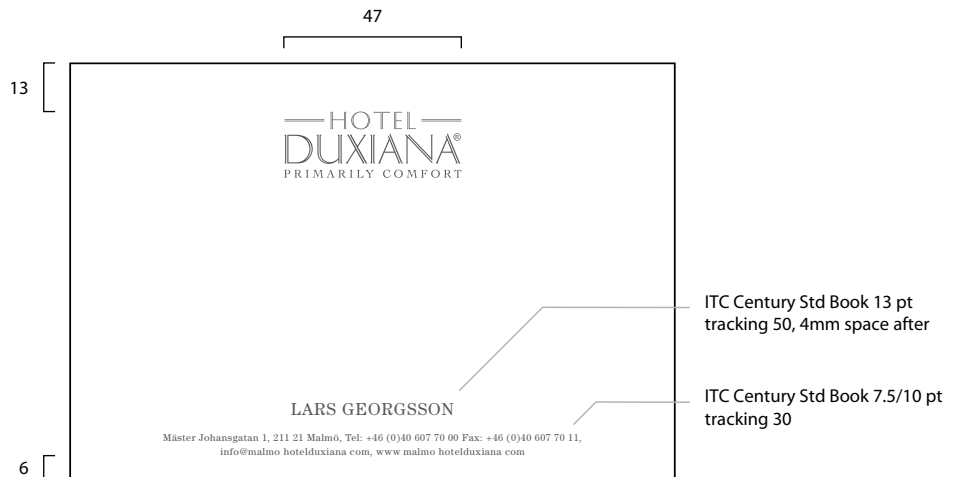 47
13
HOTEL
DUXIANA®
PRIMARILY COMFORT
ITC Century Std Book 13 pt
tracking 50, 4mm space after
LARS GEORGSSON
ITC Century Std Book 7.5/10 pt
tracking 30
Mäster Johansgatan 1, 211 21 Malmö, Tel: +46 (0)40 607 70 00 Fax: +46 (0)40 607 70 11,
info@malmo hotelduxiana com, www malmo hotelduxiana com
6